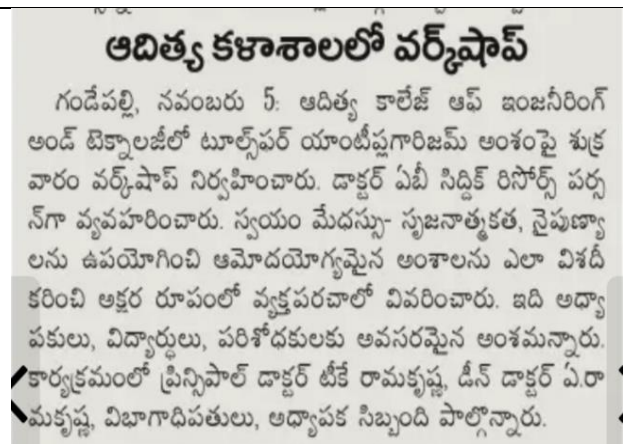 ఆదిత్య కళాశాలలో వర్క్‌షాప్
గండేపల్లి, నవంబరు 5: ఆదిత్య కాలేజ్ ఆఫ్ ఇంజనీరింగ్
అండ్ టెక్నాలజీలో టూల్స్‌ఫర్ యాంటీప్లగారిజమ్ అంశంపై శుక్ర
వారం వర్క్‌షాప్ నిర్వహించారు. డాక్టర్ ఏబీ సిద్దిక్ రిసోర్స్ పర్స
న్‌గా వ్యవహరించారు. స్వయం మేధస్సు- సృజనాత్మకత, నైపుణ్యా
లను ఉపయోగించి ఆమోదయోగ్యమైన అంశాలను ఎలా విశదీ
కరించి అక్షర రూపంలో వ్యక్తపరచాలో వివరించారు. ఇది అధ్యా
పకులు, విద్యార్థులు, పరిశోధకులకు అవసరమైన అంశమన్నారు.
కార్యక్రమంలో ప్రిన్సిపాల్ డాక్టర్ టీకే రామకృష్ణ, డీన్ డాక్టర్ ఏ.రా
మకృష్ణ, విభాగాధిపతులు, అధ్యాపక సిబ్బంది పాల్గొన్నారు.